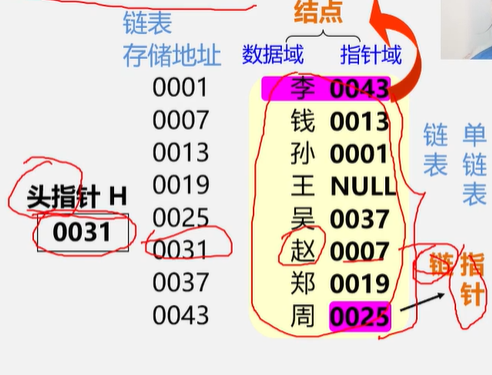 结点
链表
存储地址 数据域 指针域
0001 李 0043
0007 钱 0013
0013 孙 0001
0019 王 NULL
0025 吴 0037
0031 赵 0007
0037 郑 0019
0043 周 0025
头指针 H
0031
链表
单链表
链
指针